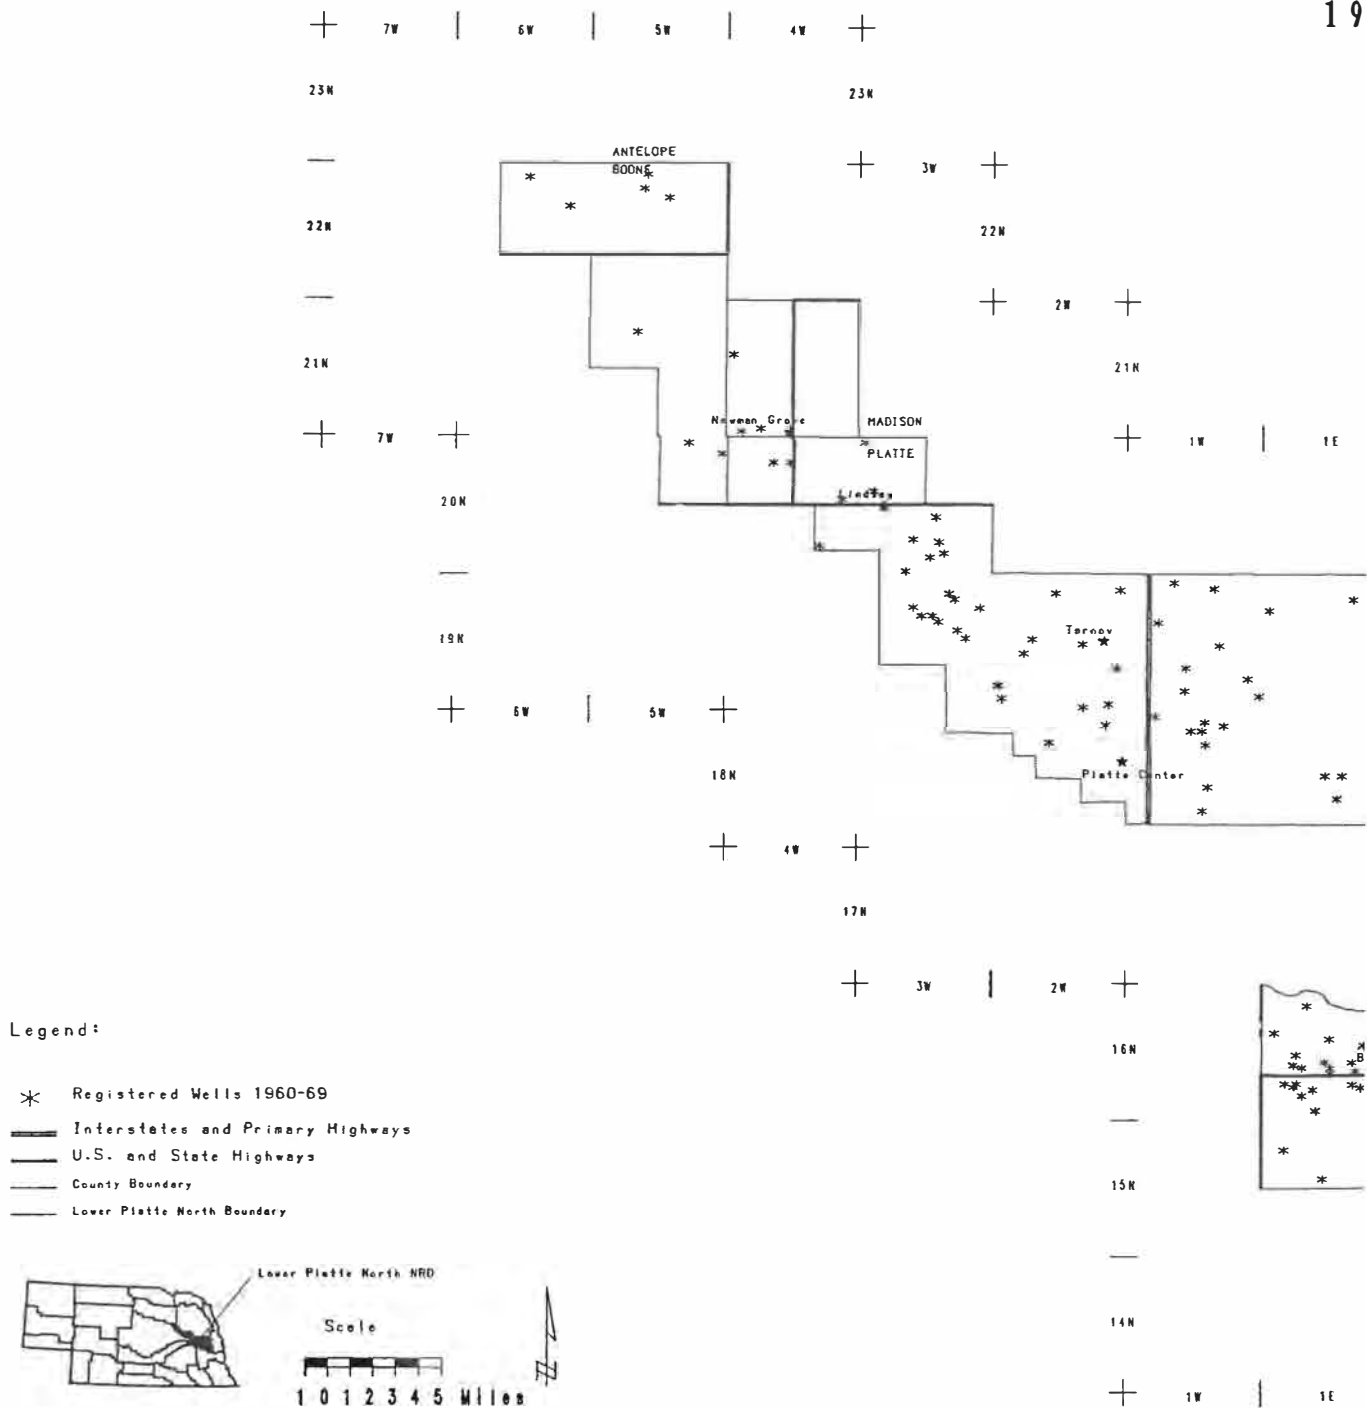 19
7W 6W 5W 4W
23N 23N
ANTELOPE
BOONE 3W
22N 22N
2W
21N 21N
Newman Grove MADISON
7W 1W 1E
PLATTE
Lindsay
20N
Tarnov
19N
6W 5W
18N Platte Center
4W
17N
3W 2W
Legend:
16N
B
Registered Wells 1960-69
Interstates and Primary Highways
U.S. and State Highways
County Boundary
15N
Lower Platte North Boundary
Lower Platte North NRD
Scale
14N
N
1 0 1 2 3 4 5 Miles
1W 1E